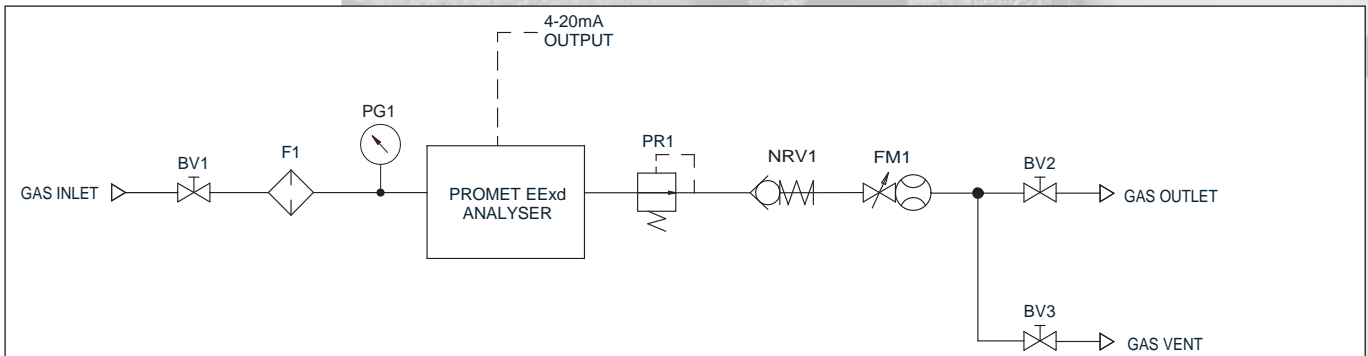 4-20mA
OUTPUT
PG1
BV1
F1
PR1
NRV1
FM1
BV2
GAS INLET
PROMET EExd
ANALYSER
GAS OUTLET
BV3
GAS VENT